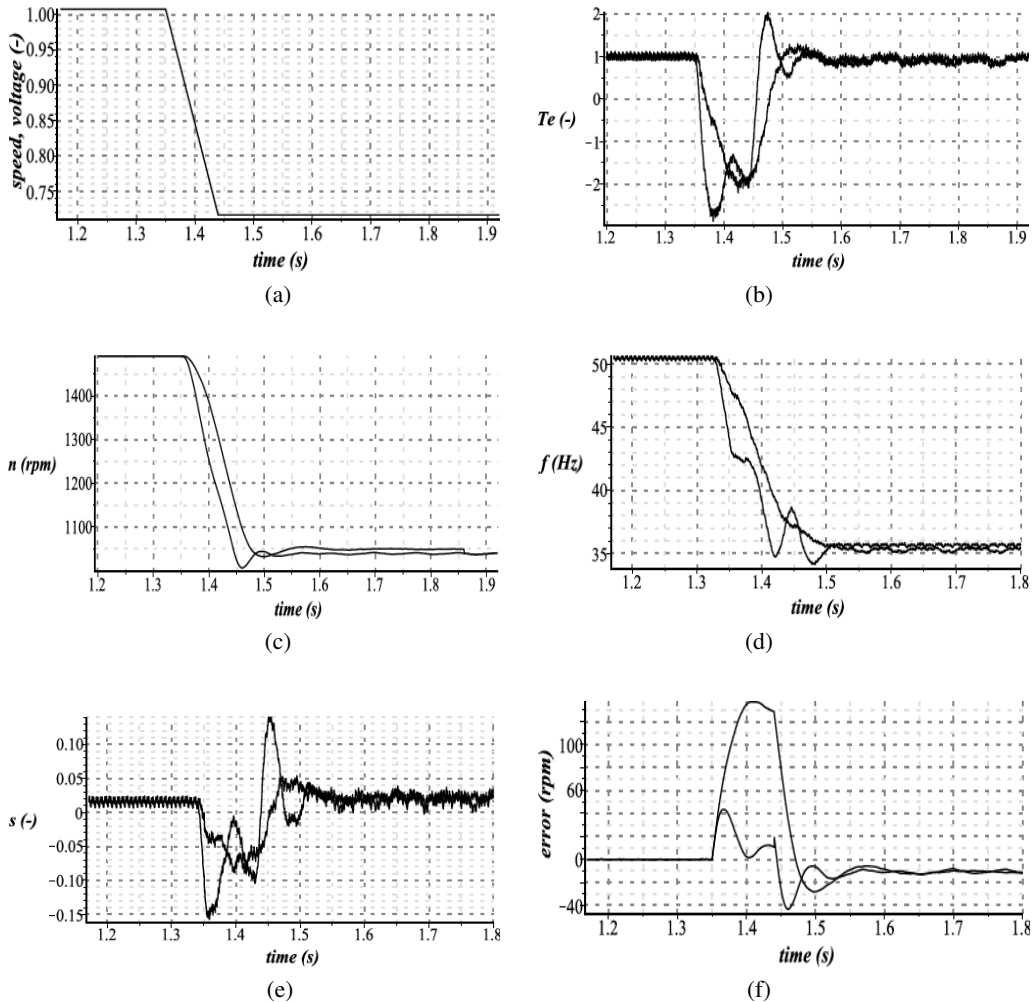 1.00
0.95
0.90
0.85
0.80
0.75
speed, voltage (-)
1.2 1.3 1.4 1.5 1.6 1.7 1.8 1.9
time (s)
(a)
2
1
0
-1
-2
Te (-)
1.2 1.3 1.4 1.5 1.6 1.7 1.8 1.9
time (s)
(b)
1400
1300
1200
1100
n (rpm)
1.2 1.3 1.4 1.5 1.6 1.7 1.8 1.9
time (s)
(c)
50
45
40
35
f (Hz)
1.2 1.3 1.4 1.5 1.6 1.7 1.8
time (s)
(d)
0.10
0.05
0
-0.05
-0.10
-0.15
s (-)
1.2 1.3 1.4 1.5 1.6 1.7 1.8
time (s)
(e)
100
60
0
-40
error (rpm)
1.2 1.3 1.4 1.5 1.6 1.7 1.8
time (s)
(f)